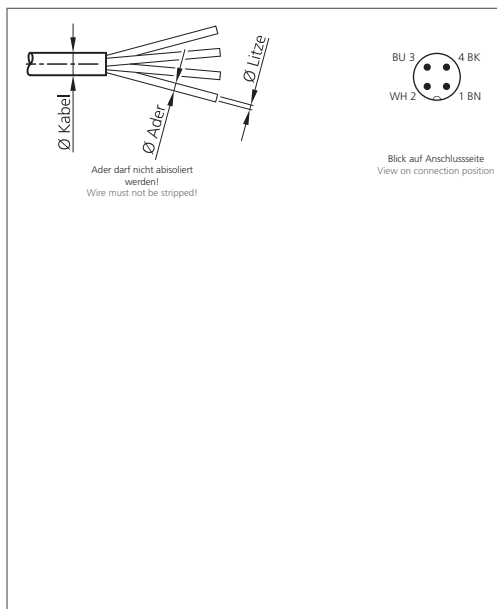 Ø Kabel
Ø Ader
Ø Litze
Ader darf nicht abisoliert
werden!
Wire must not be stripped!
BU 3
4 BK
WH 2
1 BN
Blick auf Anschlussseite
View on connection position